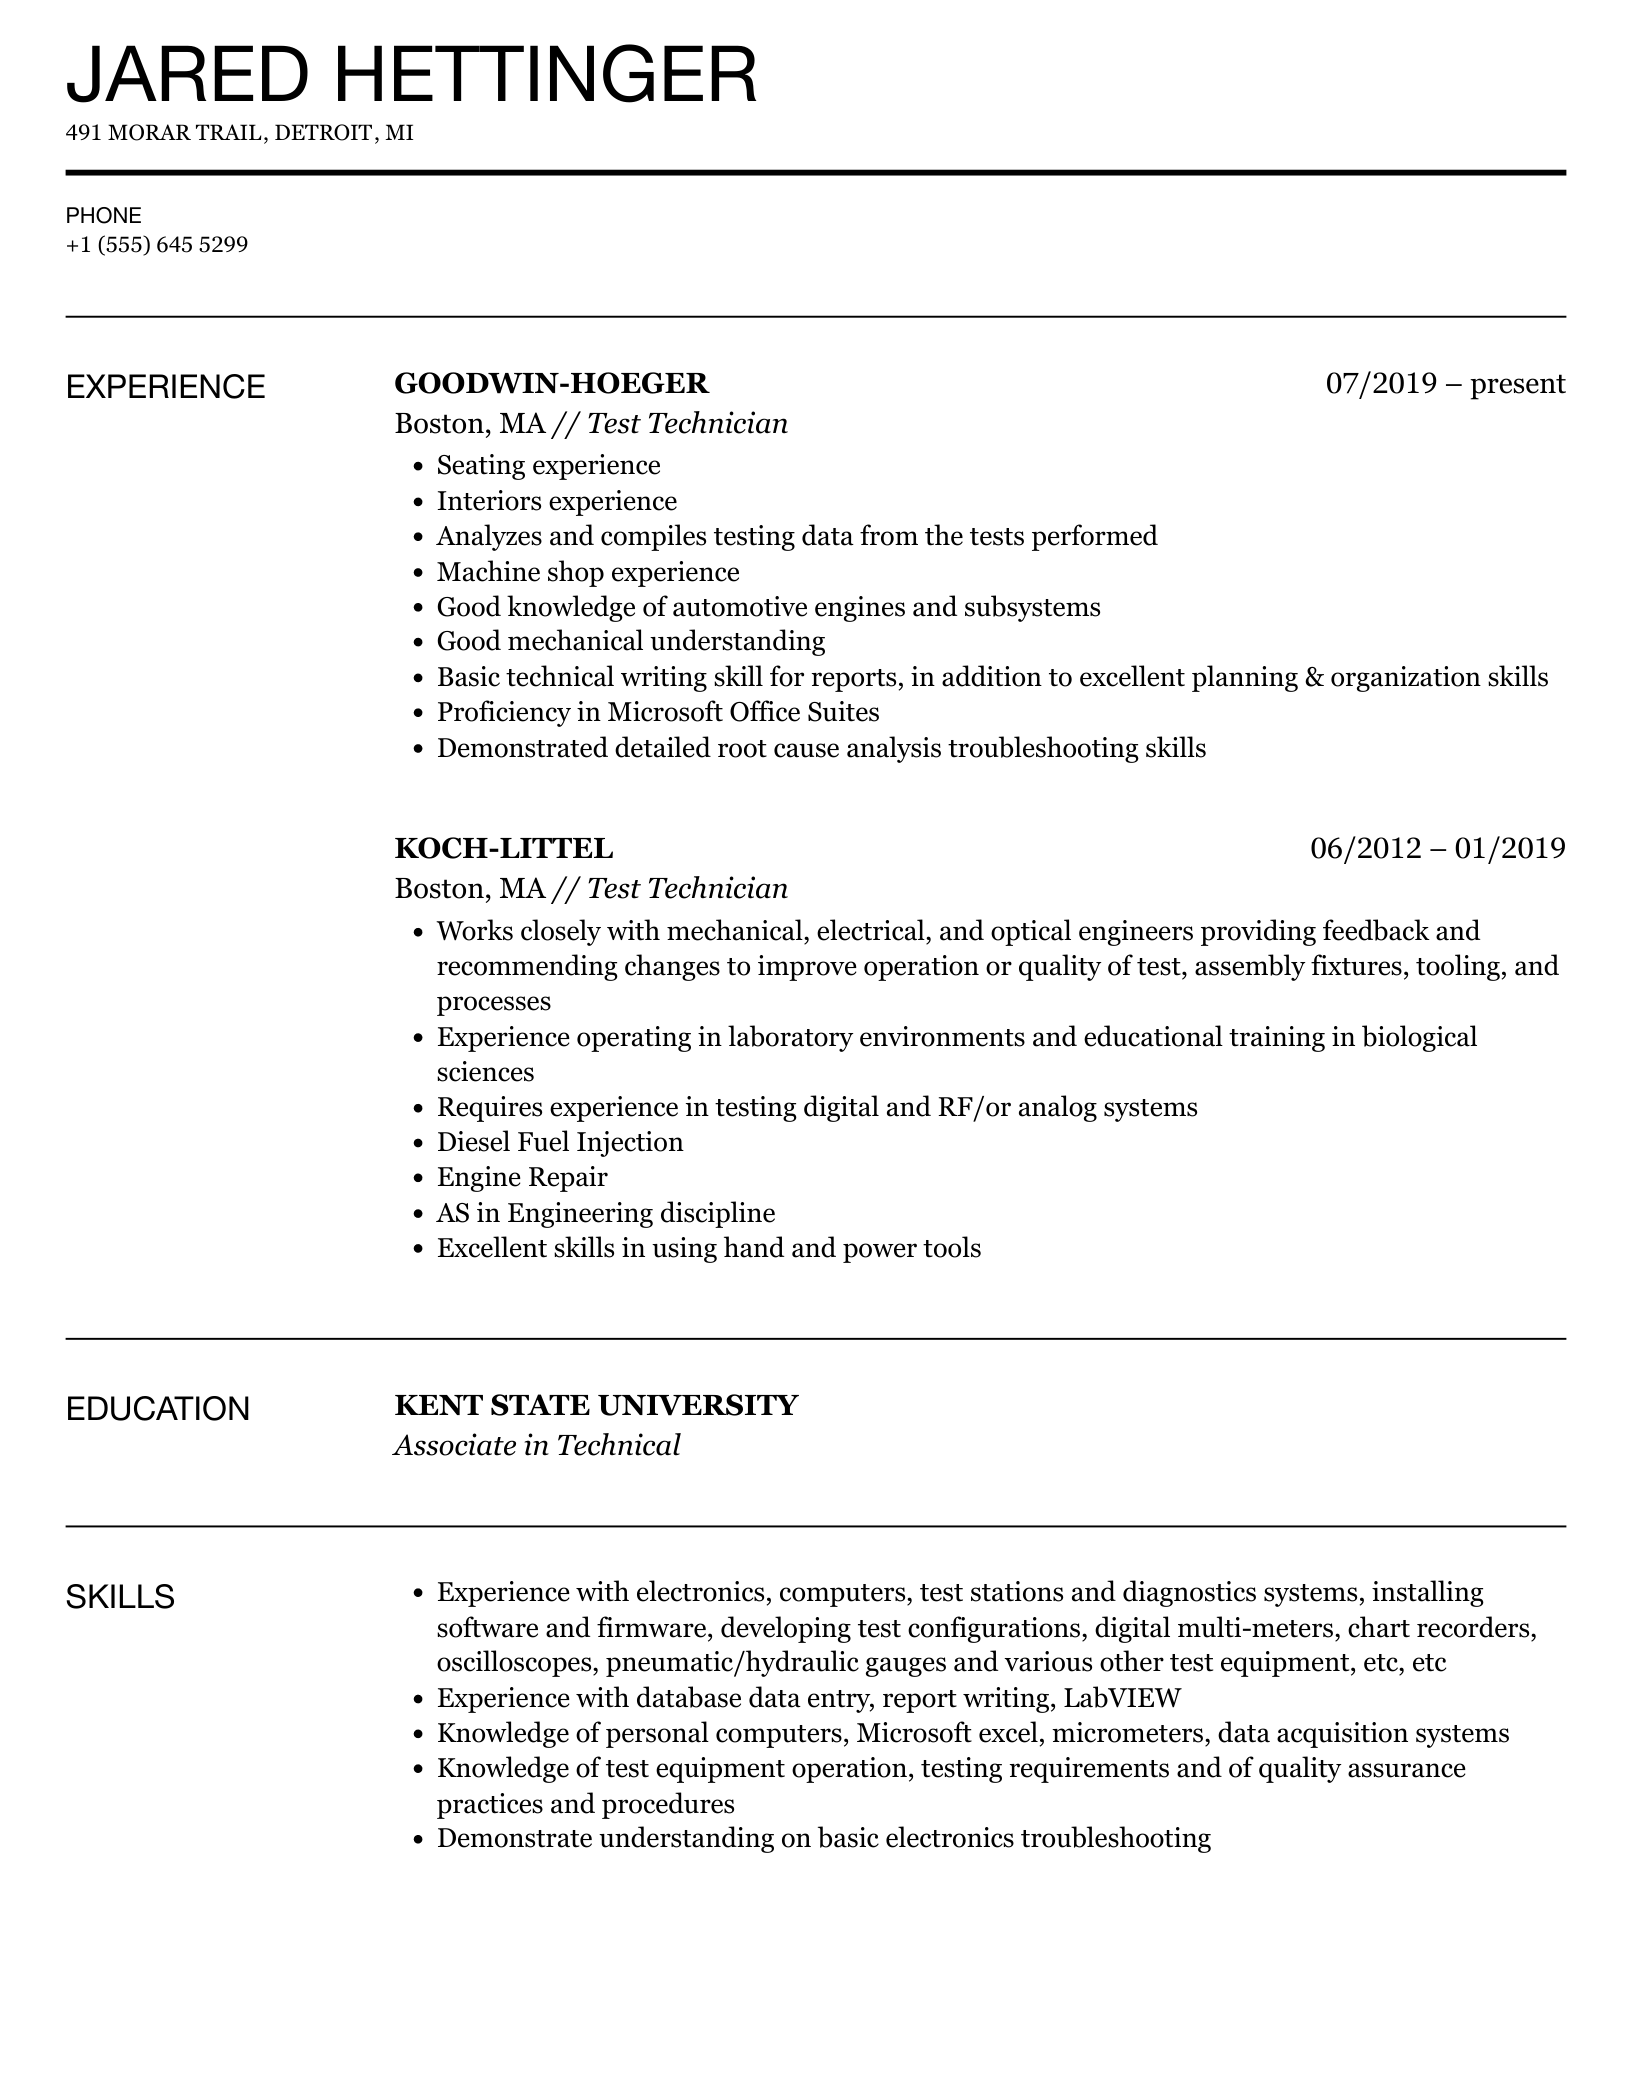 JARED HETTINGER
491 MORAR TRAIL, DETROIT, MI
PHONE
+1 (555) 645 5299
EXPERIENCE
GOODWIN-HOEGER 07/2019 – present
Boston, MA // Test Technician
• Seating experience
• Interiors experience
• Analyzes and compiles testing data from the tests performed
• Machine shop experience
• Good knowledge of automotive engines and subsystems
• Good mechanical understanding
• Basic technical writing skill for reports, in addition to excellent planning & organization skills
• Proficiency in Microsoft Office Suites
• Demonstrated detailed root cause analysis troubleshooting skills
KOCH-LITTEL 06/2012 – 01/2019
Boston, MA // Test Technician
• Works closely with mechanical, electrical, and optical engineers providing feedback and
recommending changes to improve operation or quality of test, assembly fixtures, tooling, and
processes
• Experience operating in laboratory environments and educational training in biological
sciences
• Requires experience in testing digital and RF/or analog systems
• Diesel Fuel Injection
• Engine Repair
• AS in Engineering discipline
• Excellent skills in using hand and power tools
EDUCATION
KENT STATE UNIVERSITY
Associate in Technical
SKILLS
• Experience with electronics, computers, test stations and diagnostics systems, installing
software and firmware, developing test configurations, digital multi-meters, chart recorders,
oscilloscopes, pneumatic/hydraulic gauges and various other test equipment, etc, etc
• Experience with database data entry, report writing, LabVIEW
• Knowledge of personal computers, Microsoft excel, micrometers, data acquisition systems
• Knowledge of test equipment operation, testing requirements and of quality assurance
practices and procedures
• Demonstrate understanding on basic electronics troubleshooting